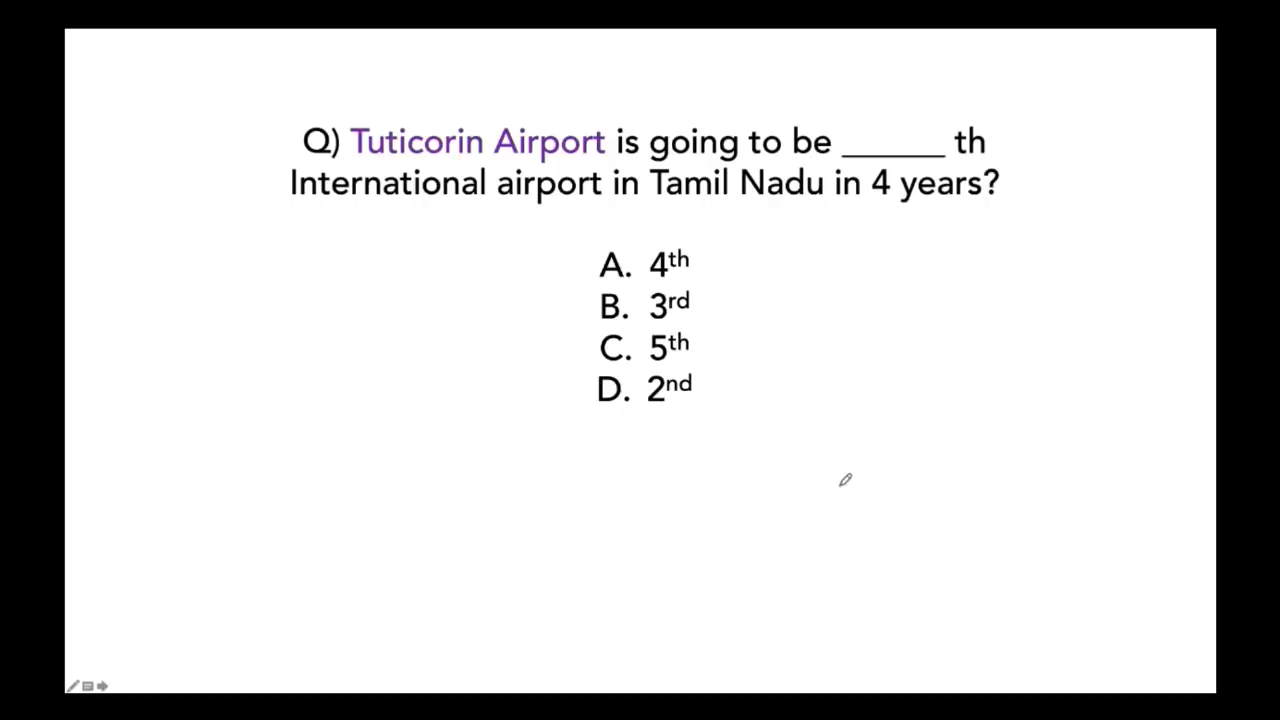 Q) Tuticorin Airport is going to be ______ th
International airport in Tamil Nadu in 4 years?
A. 4th
B. 3rd
C. 5th
D. 2nd